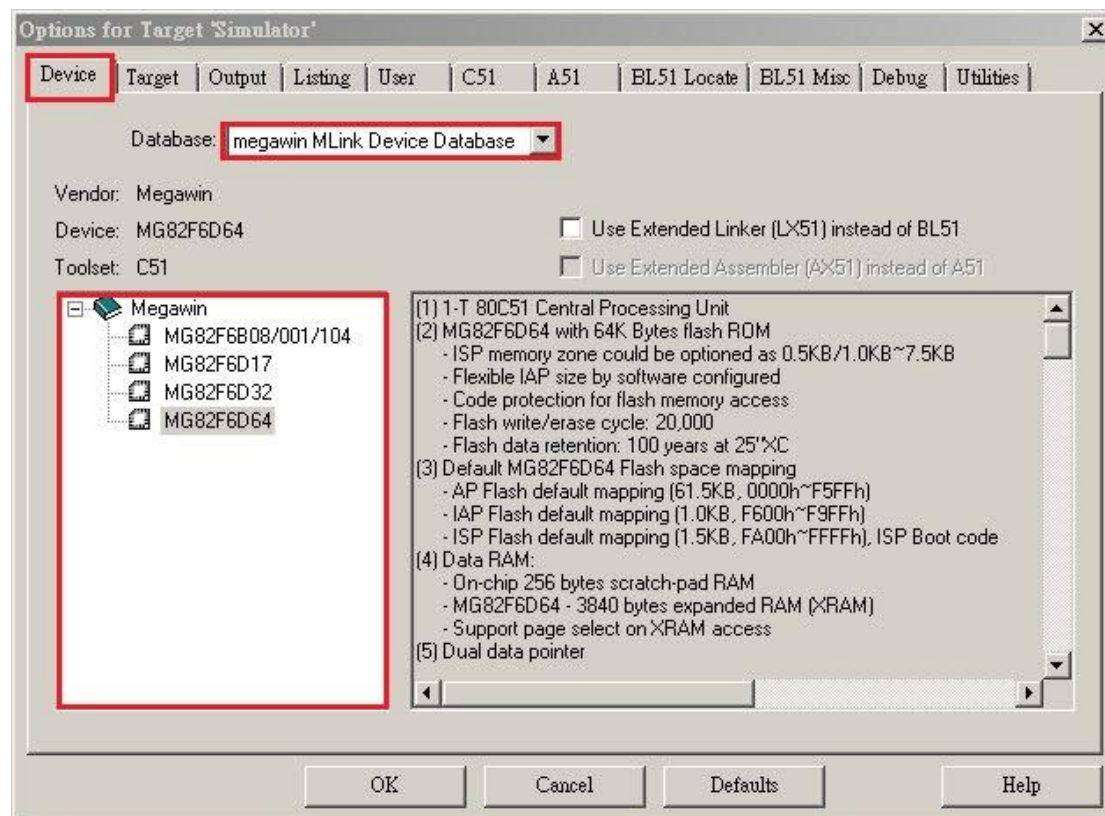 Options for Target 'Simulator'
Device Target Output Listing User C51 A51 BL51 Locate BL51 Misc Debug Utilities
Database: megawin MLink Device Database
Vendor: Megawin
Device: MG82F6D64
Use Extended Linker (LX51) instead of BL51
Toolset: C51
Use Extended Assembler (AX51) instead of A51
Megawin
MG82F6B08/001/104
MG82F6D17
MG82F6D32
MG82F6D64
(1) 1-T 80C51 Central Processing Unit
(2) MG82F6D64 with 64K Bytes flash ROM
- ISP memory zone could be optioned as 0.5KB/1.0KB~7.5KB
- Flexible IAP size by software configured
- Code protection for flash memory access
- Flash write/erase cycle: 20,000
- Flash data retention: 100 years at 25"XC
(3) Default MG82F6D64 Flash space mapping
- AP Flash default mapping (61.5KB, 0000h~F5FFh)
- IAP Flash default mapping (1.0KB, F600h~F9FFh)
- ISP Flash default mapping (1.5KB, FA00h~FFFFh), ISP Boot code
(4) Data RAM:
- On-chip 256 bytes scratch-pad RAM
- MG82F6D64 - 3840 bytes expanded RAM (XRAM)
- Support page select on XRAM access
(5) Dual data pointer
OK Cancel Defaults Help